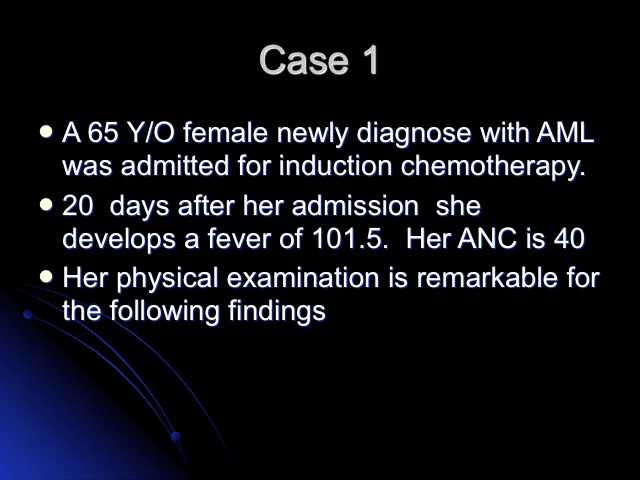 Case 1
• A 65 Y/O female newly diagnose with AML
was admitted for induction chemotherapy.
• 20 days after her admission she
develops a fever of 101.5. Her ANC is 40
• Her physical examination is remarkable for
the following findings